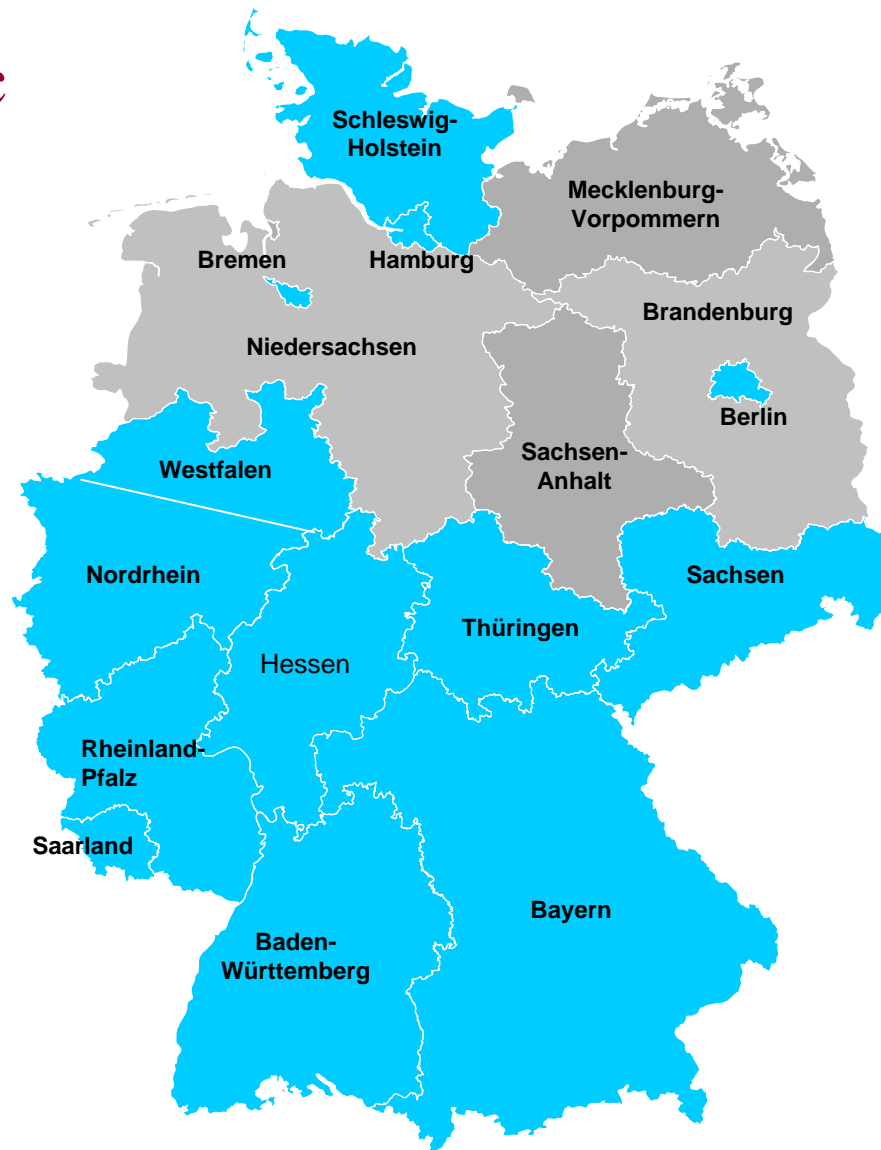 Schleswig-
Holstein
Mecklenburg-
Vorpommern
Bremen
Hamburg
Brandenburg
Niedersachsen
Berlin
Westfalen
Sachsen-
Anhalt
Nordrhein
Sachsen
Thüringen
Hessen
Rheinland-
Pfalz
Saarland
Bayern
Baden-
Württemberg